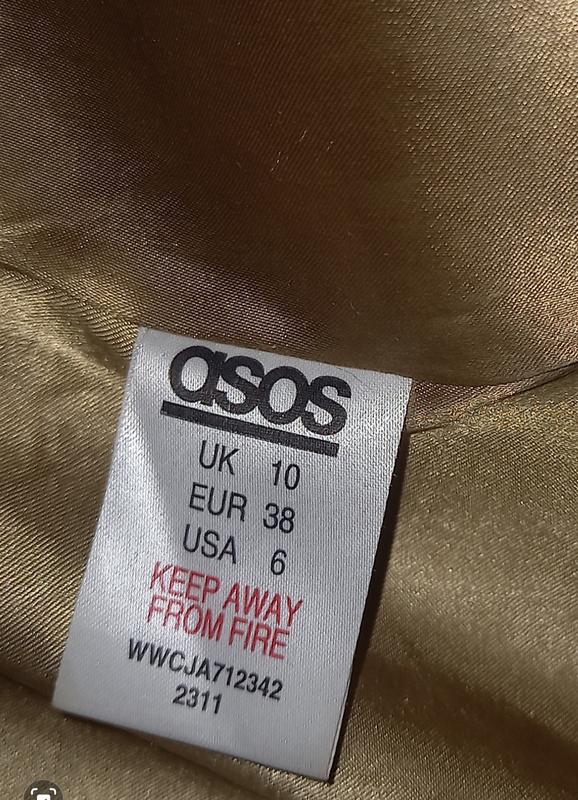 asos
UK 10
EUR 38
USA 6
KEEP AWAY
FROM FIRE
WWCJA712342
2311